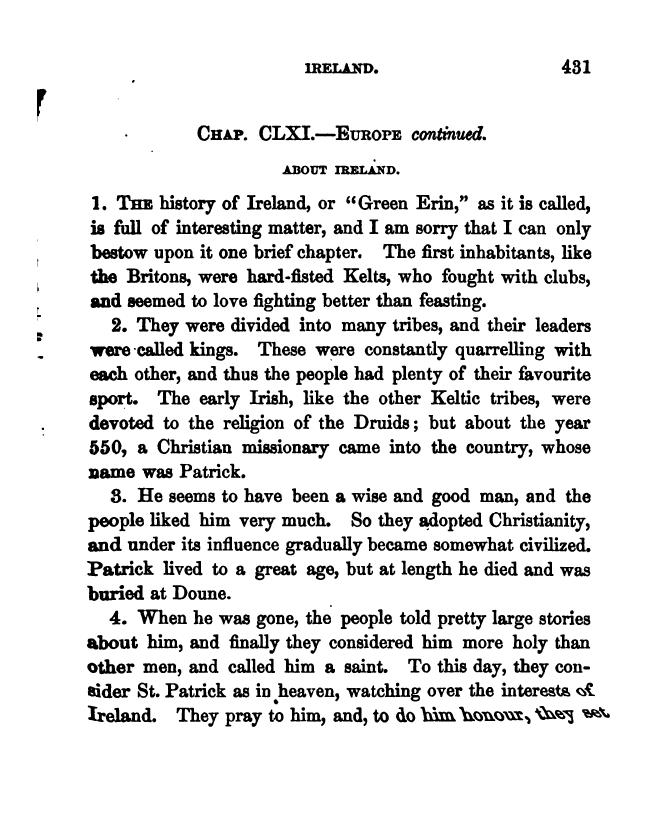 IRELAND. 431
CHAP. CLXI.—EUROPE continued.
ABOUT IRELAND.
1. THE history of Ireland, or “Green Erin,” as it is called,
is full of interesting matter, and I am sorry that I can only
bestow upon it one brief chapter. The first inhabitants, like
the Britons, were hard-fisted Kelts, who fought with clubs,
and seemed to love fighting better than feasting.
2. They were divided into many tribes, and their leaders
were called kings. These were constantly quarrelling with
each other, and thus the people had plenty of their favourite
sport. The early Irish, like the other Keltic tribes, were
devoted to the religion of the Druids; but about the year
550, a Christian missionary came into the country, whose
name was Patrick.
3. He seems to have been a wise and good man, and the
people liked him very much. So they adopted Christianity,
and under its influence gradually became somewhat civilized.
Patrick lived to a great age, but at length he died and was
buried at Doune.
4. When he was gone, the people told pretty large stories
about him, and finally they considered him more holy than
other men, and called him a saint. To this day, they con-
sider St. Patrick as in heaven, watching over the interests of
Ireland. They pray to him, and, to do him honour, they set